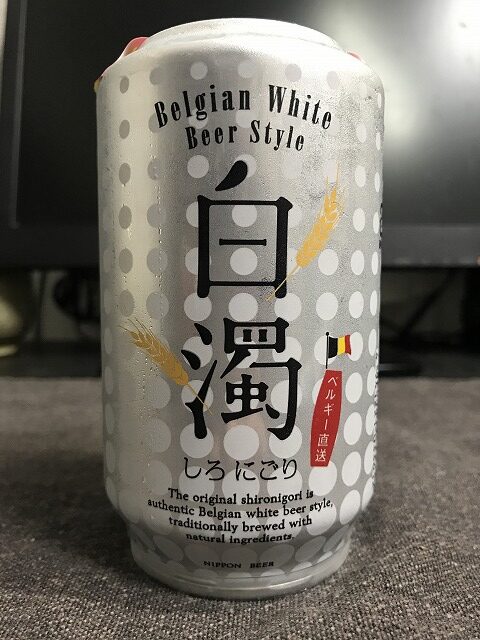 Belgian White
Beer Style
白濁
ベルギー直送
しろにごり
The original shironigori is
authentic Belgian white beer style,
traditionally brewed with
natural ingredients.
NIPPON BEER